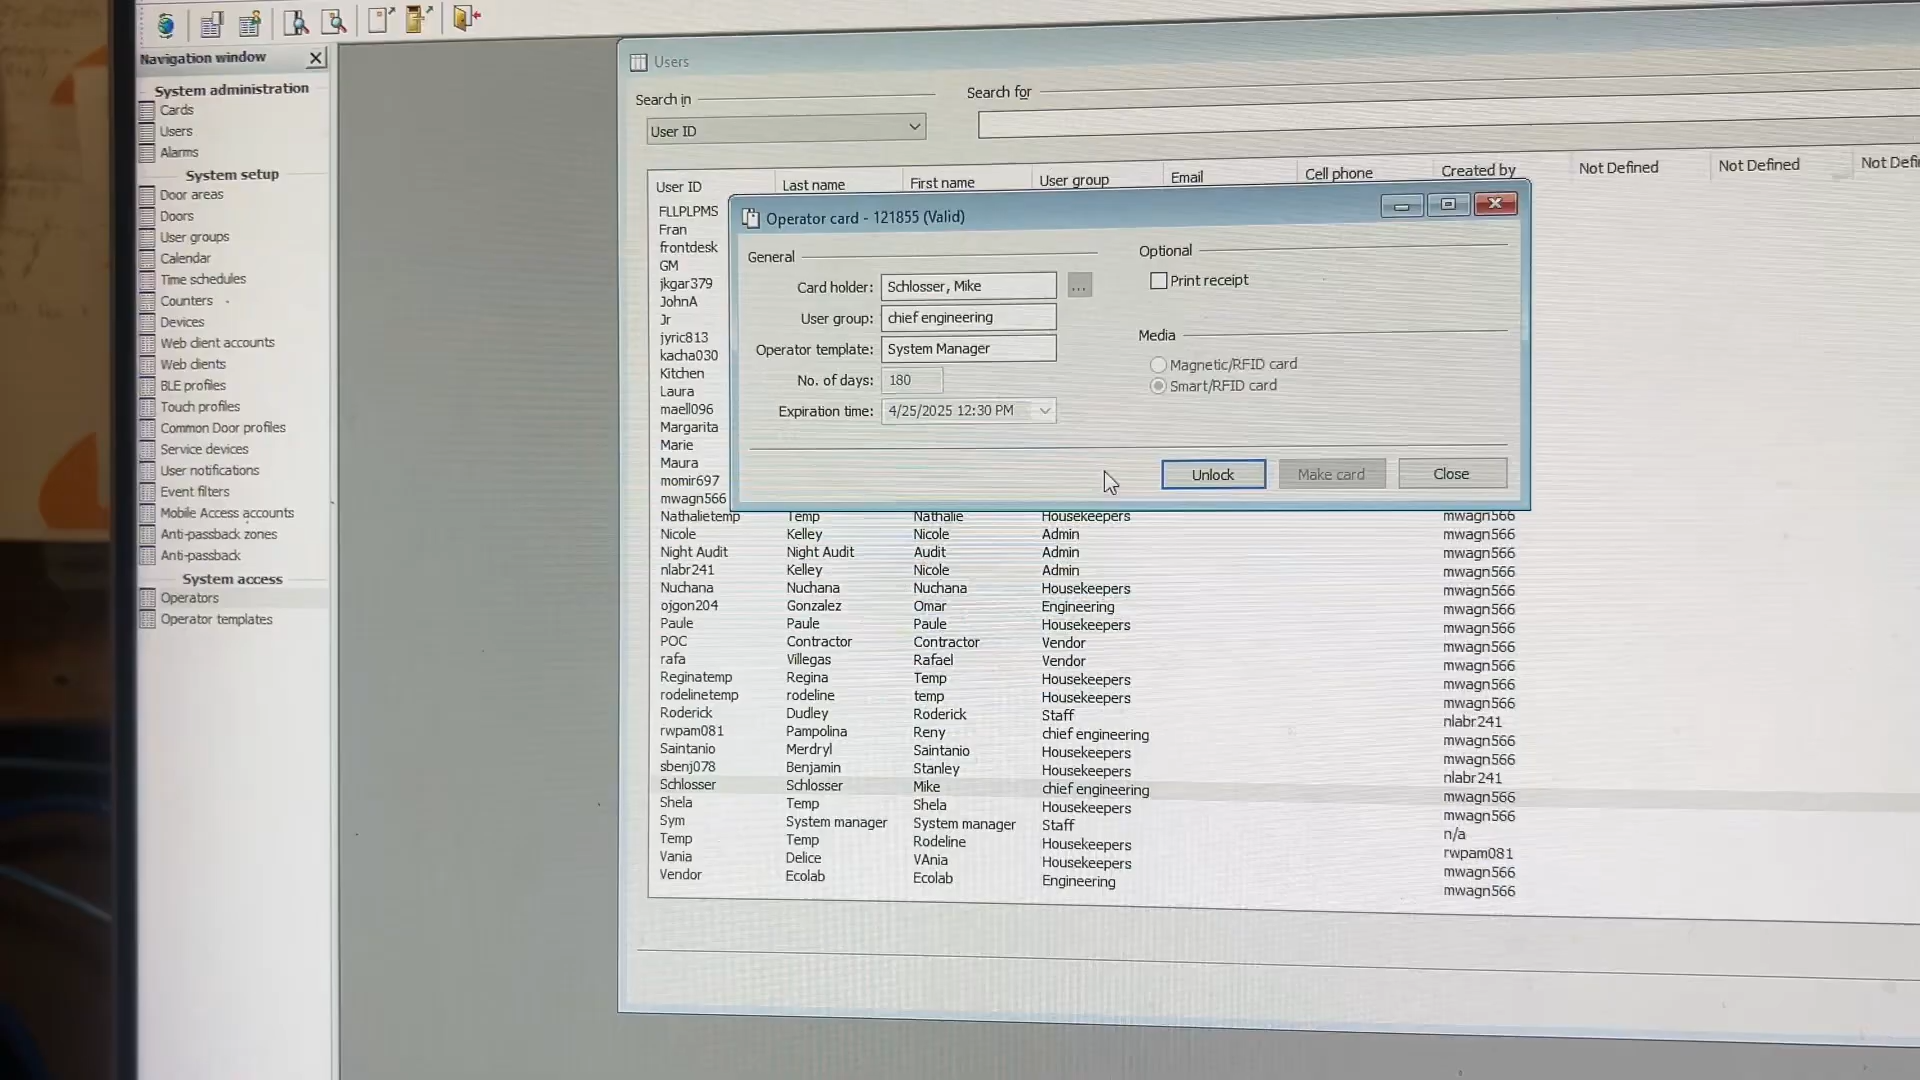 Navigation window
System administration
Cards
Users
Alarms
System setup
Door areas
Doors
User groups
Calendar
Time schedules
Counters
Devices
Web client accounts
Web clients
BLE profiles
Touch profiles
Common Door profiles
Service devices
User notifications
Event filters
Mobile Access accounts
Anti-passback zones
Anti-passback
System access
Operators
Operator templates
Users
Search in
Search for
User ID
User ID Last name First name User group Email Cell phone Created by Not Defined Not Defined Not Defi
FLLPLPMS
Fran
frontdesk
GM
jkgar379
JohnA
Jr
jyric813
kacha030
Kitchen
Laura
maell096
Margarita
Marie
Maura
momir697
mwagn566
Operator card - 121855 (Valid)
General
Card holder: Schlosser, Mike ...
User group: chief engineering
Operator template: System Manager
No. of days: 180
Expiration time: 4/25/2025 12:30 PM
Optional
Print receipt
Media
Magnetic/RFID card
Smart/RFID card
Unlock Make card Close
Nathalietemp Temp Nathalie Housekeepers mwagn566
Nicole Kelley Nicole Admin mwagn566
Night Audit Night Audit Audit Admin mwagn566
nlabr241 Kelley Nicole Admin mwagn566
Nuchana Nuchana Nuchana Housekeepers mwagn566
ojgon204 Gonzalez Omar Engineering mwagn566
Paule Paule Paule Housekeepers mwagn566
POC Contractor Contractor Vendor mwagn566
rafa Villegas Rafael Vendor mwagn566
Reginatemp Regina Temp Housekeepers mwagn566
rodelinetemp rodeline temp Housekeepers mwagn566
Roderick Dudley Roderick Staff nlabr241
rwpam081 Pampolina Reny chief engineering mwagn566
Saintanio Merdryl Saintanio Housekeepers mwagn566
sbenj078 Benjamin Stanley Housekeepers nlabr241
Schlosser Schlosser Mike chief engineering mwagn566
Shela Temp Shela Housekeepers mwagn566
Sym System manager System manager Staff n/a
Temp Temp Rodeline Housekeepers rwpam081
Vania Delice VAnia Housekeepers mwagn566
Vendor Ecolab Ecolab Engineering mwagn566